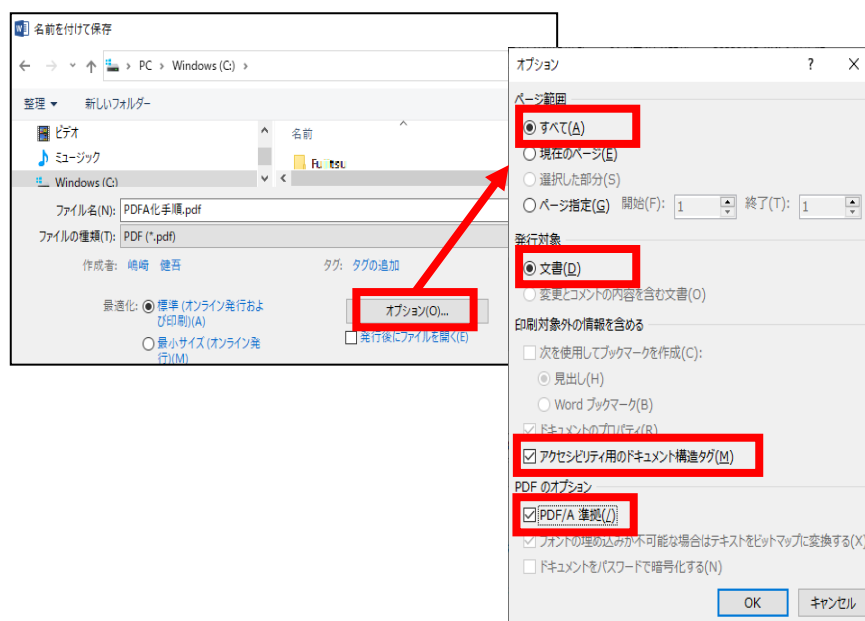 名前を付けて保存
PC › Windows (C:) ›
整理 新しいフォルダー
ビデオ
ミュージック
Windows (C:)
名前
Fujitsu
ファイル名(N): PDFA化手順.pdf
ファイルの種類(T): PDF (*.pdf)
作成者: 嶋崎 健吾 タグ: タグの追加
最適化: 標準 (オンライン発行およ
び印刷)(A)
最小サイズ (オンライン発
行)(M)
オプション(O)...
発行後にファイルを開く(E)
オプション ? X
ページ範囲
すべて(A)
現在のページ(E)
選択した部分(S)
ページ指定(G) 開始(F): 1 終了(T): 1
発行対象
文書(D)
変更とコメントの内容を含む文書(O)
印刷対象外の情報を含める
次を使用してブックマークを作成(C):
見出し(H)
Word ブックマーク(B)
ドキュメントのプロパティ(R)
アクセシビリティ用のドキュメント構造タグ(M)
PDF のオプション
PDF/A 準拠(/)
フォントの埋め込みが不可能な場合はテキストをビットマップに変換する(X)
ドキュメントをパスワードで暗号化する(N)
OK キャンセル